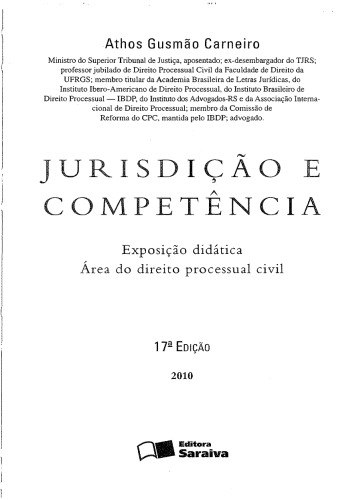 Athos Gusmão Carneiro
Ministro do Superior Tribunal de Justiça, aposentado; ex-desembargador do TJRS;
professor jubilado de Direito Processual Civil da Faculdade de Direito da
UFRGS; membro titular da Academia Brasileira de Letras Jurídicas, do
Instituto Ibero-Americano de Direito Processual, do Instituto Brasileiro de
Direito Processual — IBDP, do Instituto dos Advogados-RS e da Associação Interna-
cional de Direito Processual; membro da Comissão de
Reforma do CPC, mantida pelo IBDP; advogado.
JURISDIÇÃO E
COMPETÊNCIA
Exposição didática
Área do direito processual civil
17ª EDIÇÃO
2010
Editora
Saraiva